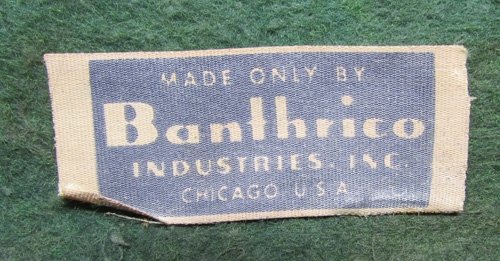 MADE ONLY BY
Banthrico
INDUSTRIES, INC.
CHICAGO U.S.A.